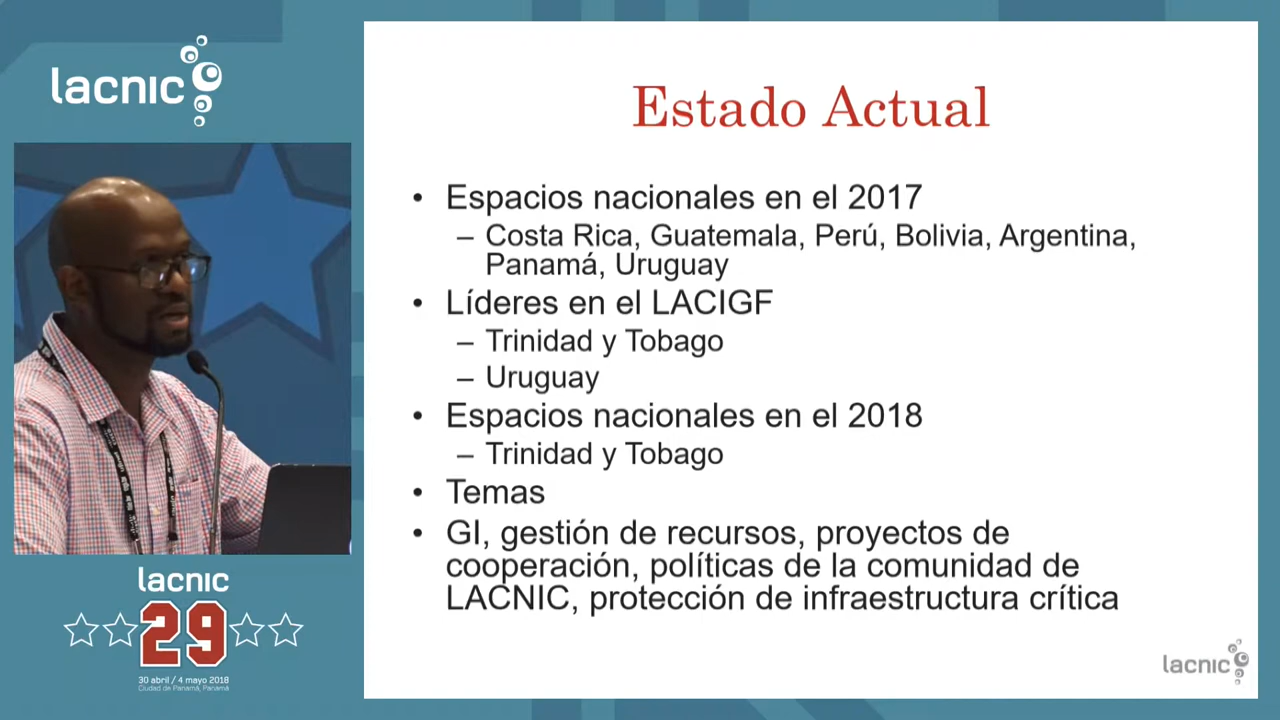 lacnic
Estado Actual
• Espacios nacionales en el 2017
– Costa Rica, Guatemala, Perú, Bolivia, Argentina,
Panamá, Uruguay
• Líderes en el LACIGF
– Trinidad y Tobago
– Uruguay
• Espacios nacionales en el 2018
– Trinidad y Tobago
• Temas
• GI, gestión de recursos, proyectos de
cooperación, políticas de la comunidad de
LACNIC, protección de infraestructura crítica
lacnic
29
30 abril / 4 mayo 2018
Ciudad de Panamá, Panamá
lacnic